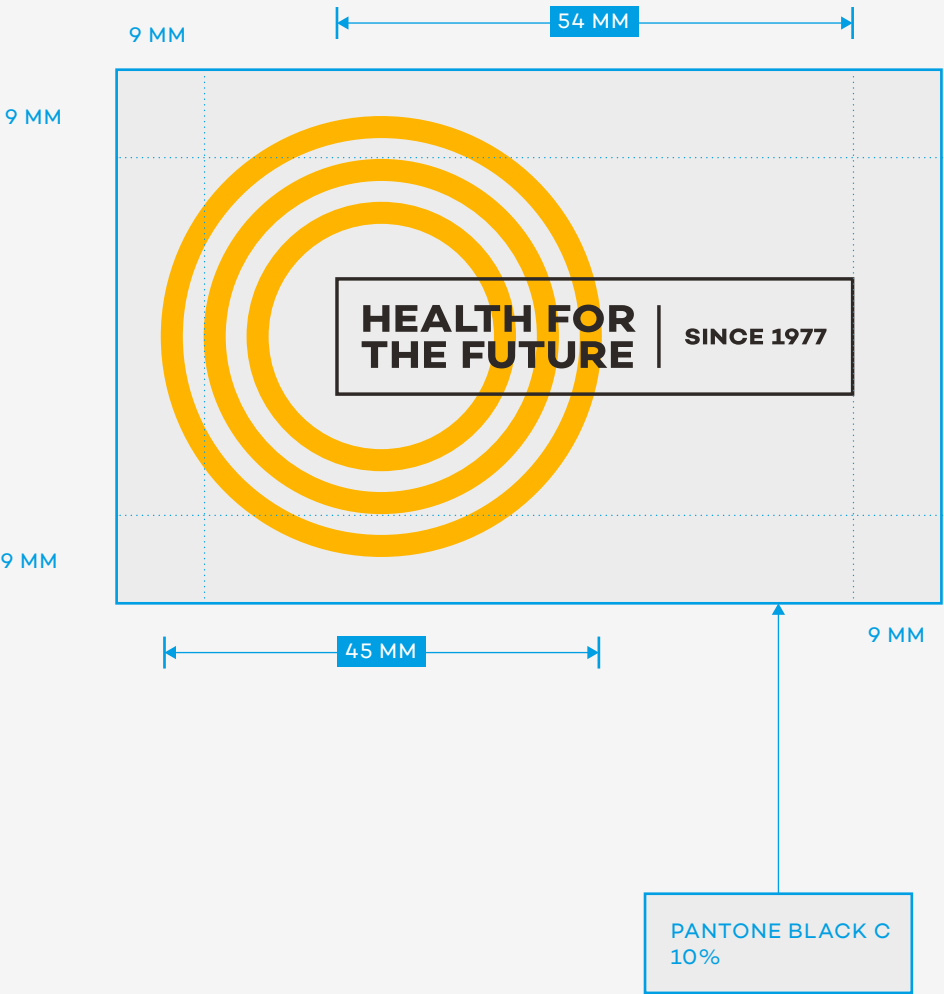 54 MM
9 MM
9 MM
HEALTH FOR
THE FUTURE
SINCE 1977
9 MM
9 MM
45 MM
PANTONE BLACK C
10%